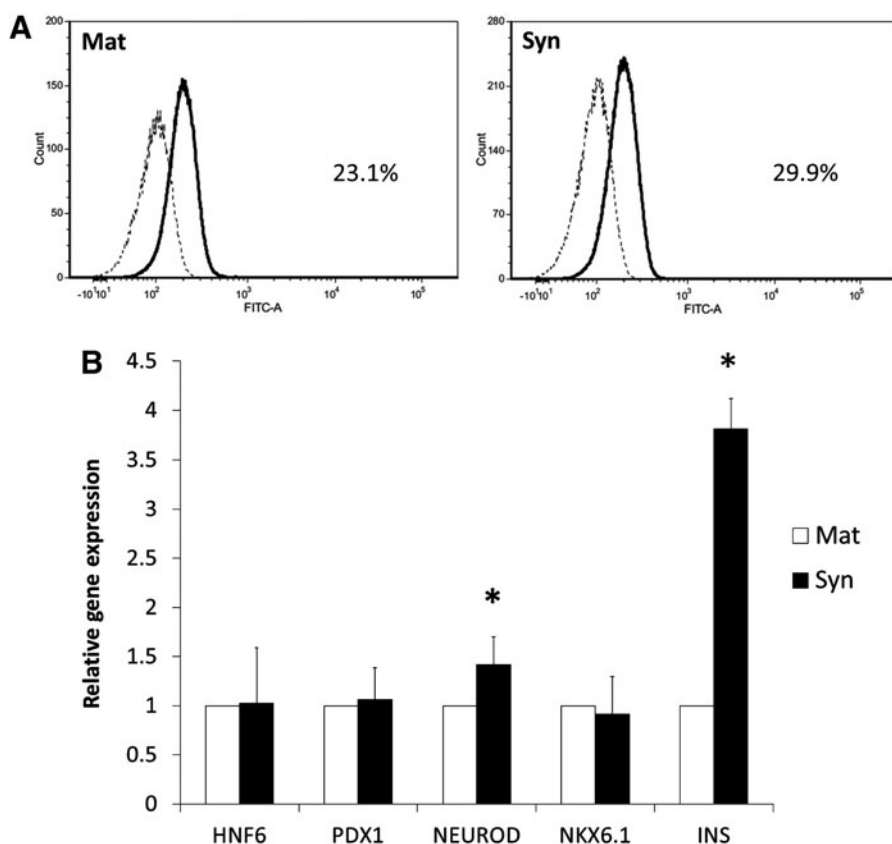 A
Mat
200
150
100
50
0
Count
23.1%
-10¹10¹ 10² 10³ 10⁴ 10⁵
FITC-A
Syn
280
210
140
70
0
Count
29.9%
-10¹10¹ 10² 10³ 10⁴ 10⁵
FITC-A
B
Relative gene expression
4.5
4
3.5
3
2.5
2
1.5
1
0.5
0
*
*
HNF6 PDX1 NEUROD NKX6.1 INS
Mat
Syn